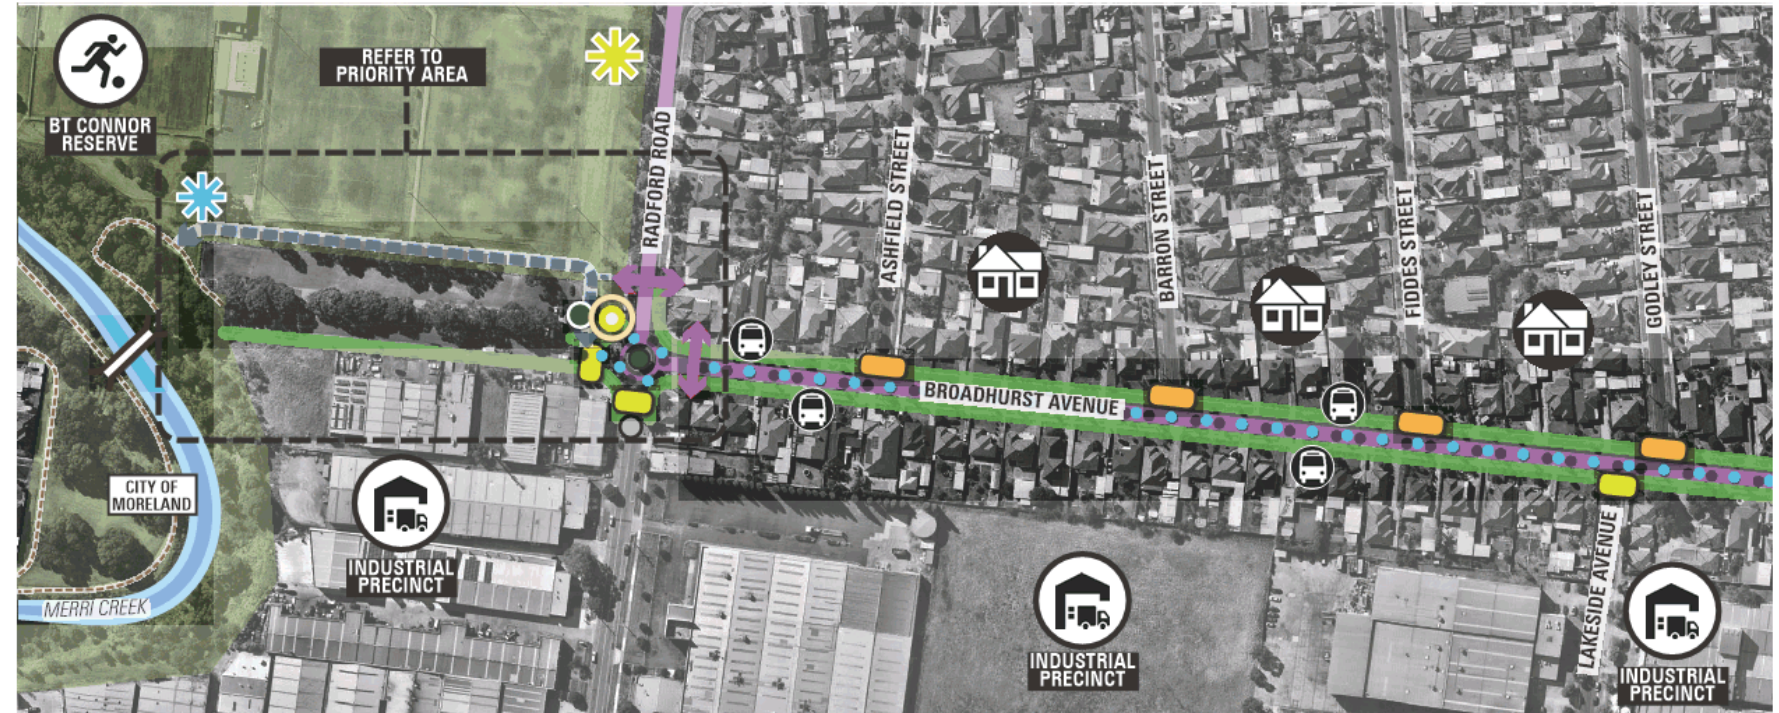 REFER TO
PRIORITY AREA
BT CONNOR
RESERVE
RADFORD ROAD
ASHFIELD STREET
BARRON STREET
FIDDES STREET
GODLEY STREET
BROADHURST AVENUE
CITY OF
MORELAND
MERRI CREEK
INDUSTRIAL
PRECINCT
INDUSTRIAL
PRECINCT
LAKESIDE AVENUE
INDUSTRIAL
PRECINCT